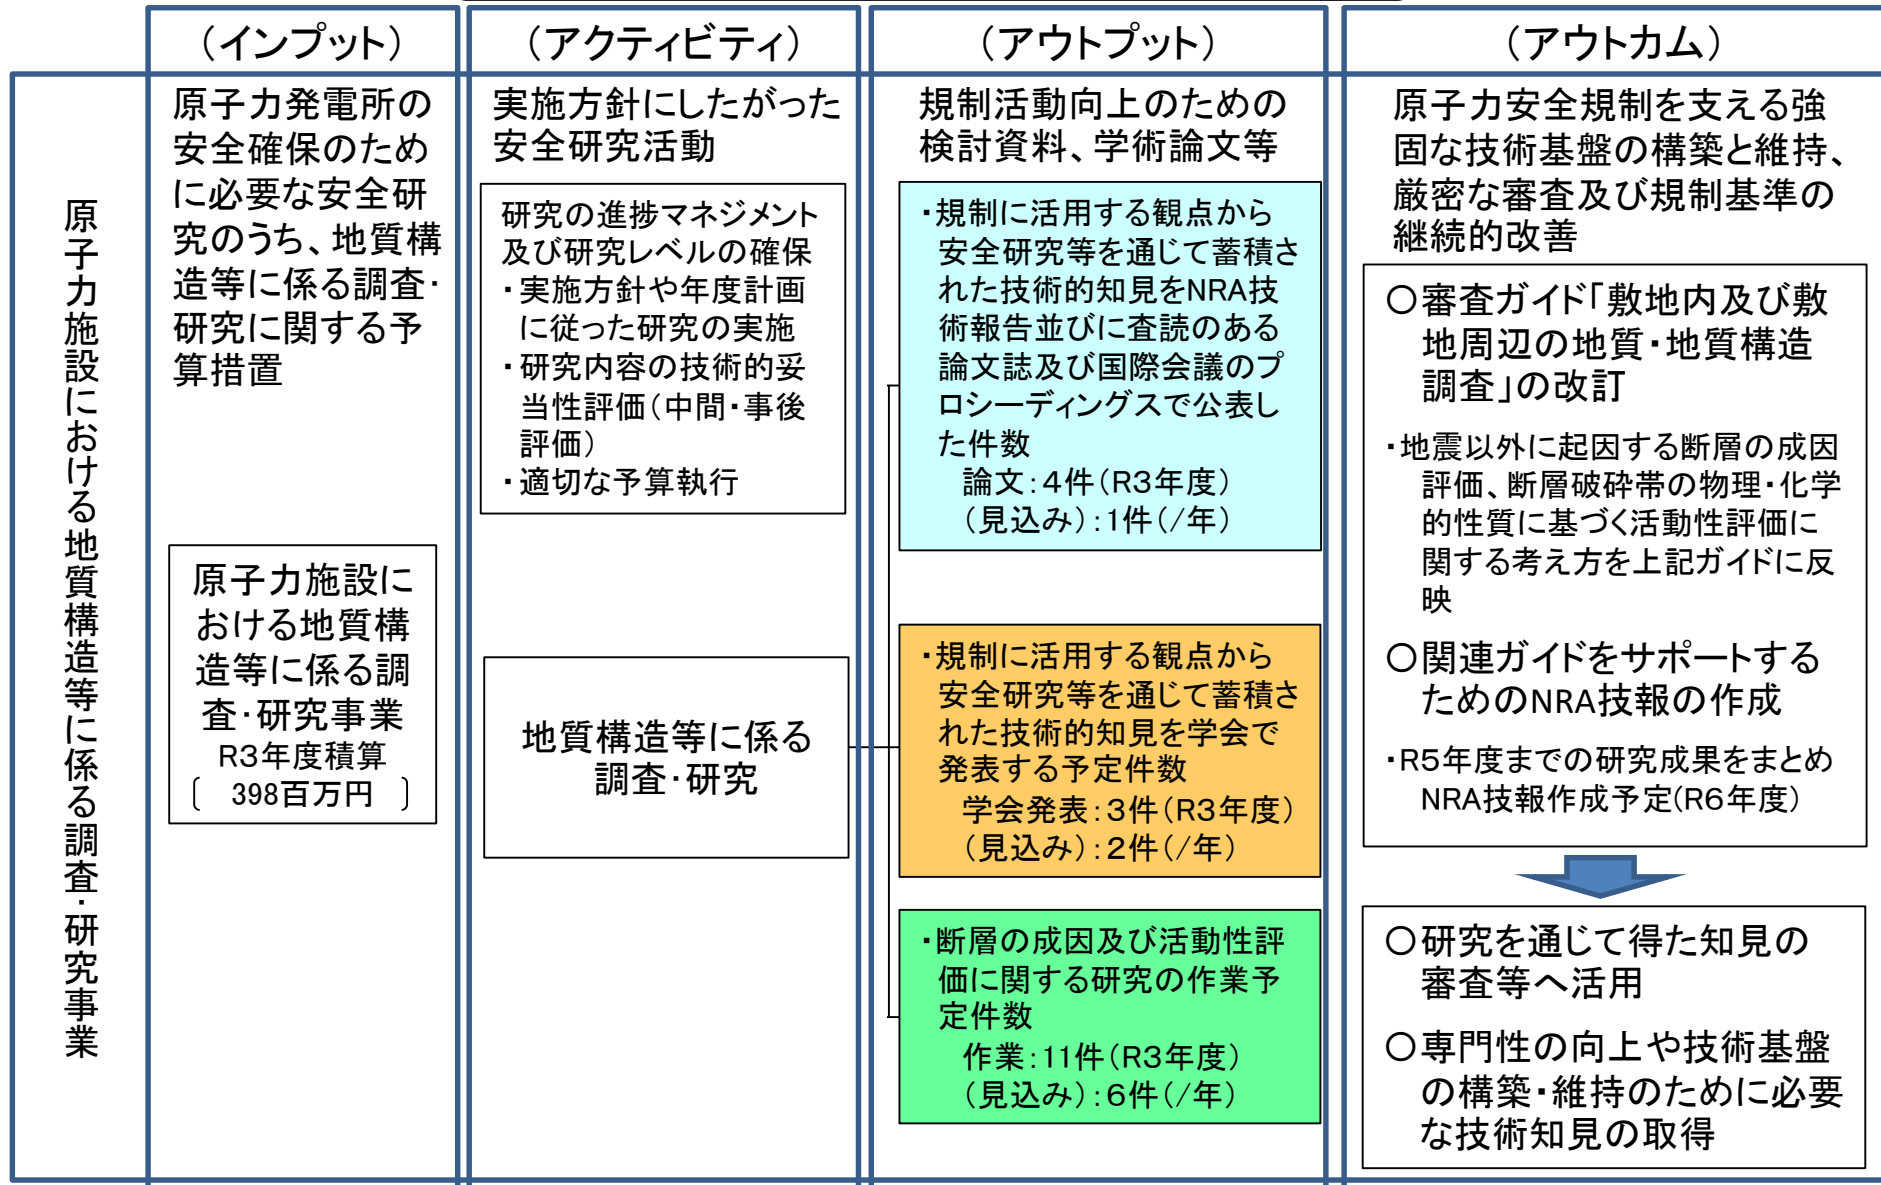 (インプット)
(アクティビティ)
(アウトプット)
(アウトカム)
原子力施設における地質構造等に係る調査・研究事業
原子力発電所の
安全確保のため
に必要な安全研
究のうち、地質構
造等に係る調査・
研究に関する予
算措置
原子力施設に
おける地質構
造等に係る調
査・研究事業
R3年度積算
〔 398百万円 〕
実施方針にしたがった
安全研究活動
研究の進捗マネジメント
及び研究レベルの確保
・実施方針や年度計画
に従った研究の実施
・研究内容の技術的妥
当性評価(中間・事後
評価)
・適切な予算執行
地質構造等に係る
調査・研究
規制活動向上のための
検討資料、学術論文等
・規制に活用する観点から
安全研究等を通じて蓄積さ
れた技術的知見をNRA技
術報告並びに査読のある
論文誌及び国際会議のプ
ロシーディングスで公表し
た件数
論文:4件(R3年度)
(見込み):1件(/年)
・規制に活用する観点から
安全研究等を通じて蓄積さ
れた技術的知見を学会で
発表する予定件数
学会発表:3件(R3年度)
(見込み):2件(/年)
・断層の成因及び活動性評
価に関する研究の作業予
定件数
作業:11件(R3年度)
(見込み):6件(/年)
原子力安全規制を支える強
固な技術基盤の構築と維持、
厳密な審査及び規制基準の
継続的改善
〇審査ガイド「敷地内及び敷
地周辺の地質・地質構造
調査」の改訂
・地震以外に起因する断層の成因
評価、断層破砕帯の物理・化学
的性質に基づく活動性評価に
関する考え方を上記ガイドに反
映
〇関連ガイドをサポートする
ためのNRA技報の作成
・R5年度までの研究成果をまとめ
NRA技報作成予定(R6年度)
〇研究を通じて得た知見の
審査等へ活用
〇専門性の向上や技術基盤
の構築・維持のために必要
な技術知見の取得